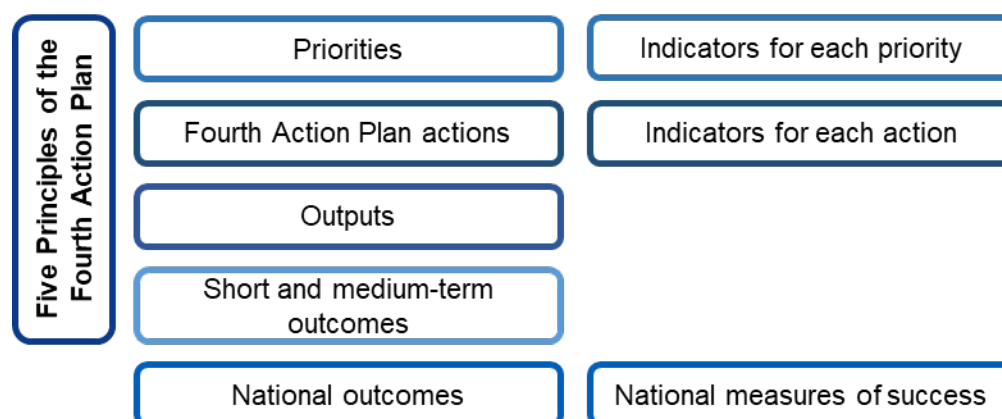 Five Principles of the
Fourth Action Plan
Priorities
Indicators for each priority
Fourth Action Plan actions
Indicators for each action
Outputs
Short and medium-term
outcomes
National outcomes
National measures of success